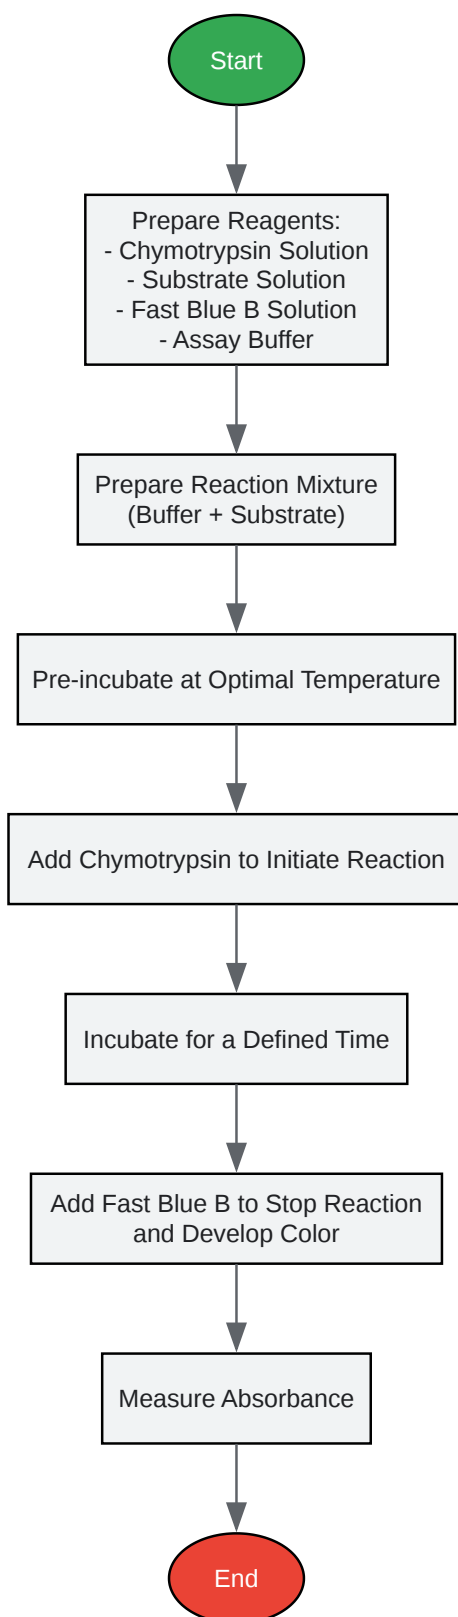 Start
Prepare Reagents:
- Chymotrypsin Solution
- Substrate Solution
- Fast Blue B Solution
- Assay Buffer
Prepare Reaction Mixture
(Buffer + Substrate)
Pre-incubate at Optimal Temperature
Add Chymotrypsin to Initiate Reaction
Incubate for a Defined Time
Add Fast Blue B to Stop Reaction
and Develop Color
Measure Absorbance
End